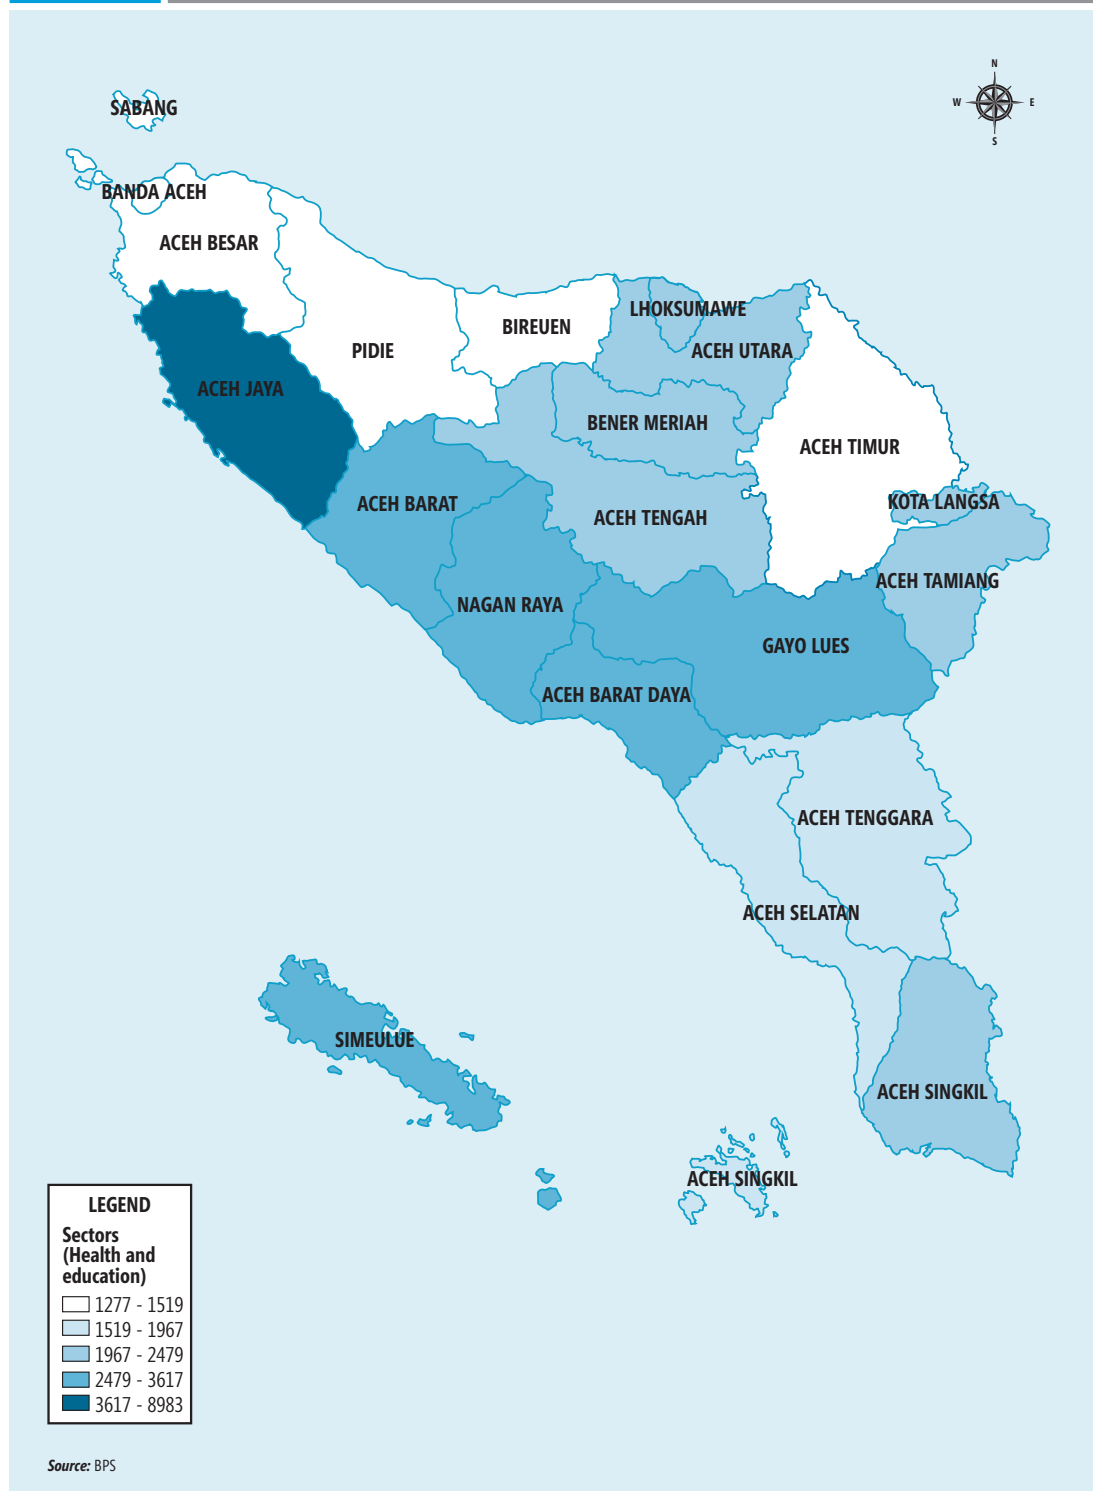 N
W
E
S
SABANG
BANDA ACEH
ACEH BESAR
LHOKSUMAWE
BIREUEN
PIDIE
ACEH UTARA
ACEH JAYA
BENER MERIAH
ACEH TIMUR
ACEH BARAT
KOTA LANGSA
ACEH TENGAH
ACEH TAMIANG
NAGAN RAYA
GAYO LUES
ACEH BARAT DAYA
ACEH TENGGARA
ACEH SELATAN
SIMEULUE
ACEH SINGKIL
ACEH SINGKIL
LEGEND
Sectors
(Health and
education)
1277 - 1519
1519 - 1967
1967 - 2479
2479 - 3617
3617 - 8983
Source: BPS